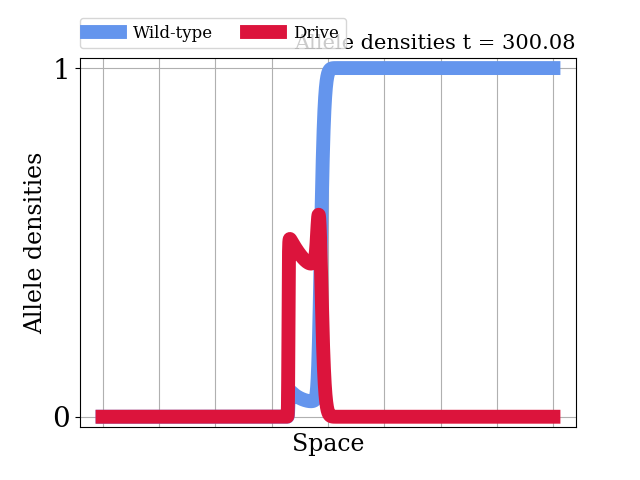 Wild-type Drive
Allele densities t = 300.08
1
Allele densities
0
Space